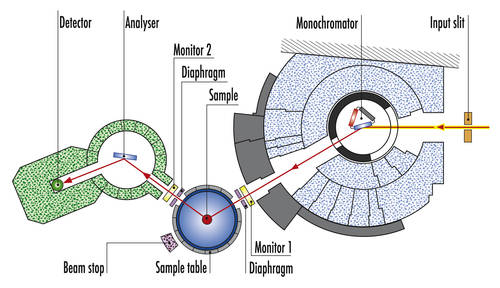 Detector
Analyser
Monochromator
Input slit
Monitor 2
Diaphragm
Sample
Monitor 1
Beam stop
Sample table
Diaphragm